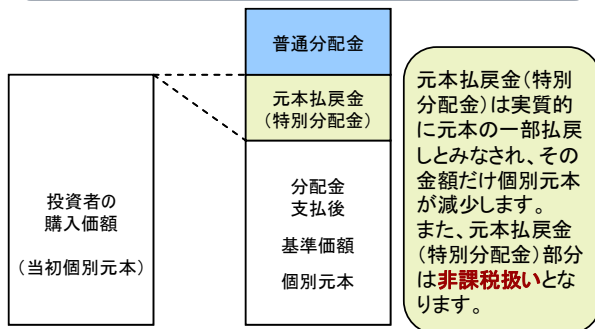 普通分配金
元本払戻金
（特別分配金）
投資者の
購入価額
（当初個別元本）
分配金
支払後
基準価額
個別元本
元本払戻金（特別
分配金）は実質的
に元本の一部払戻
しとみなされ、その
金額だけ個別元本
が減少します。
また、元本払戻金
（特別分配金）部分
は非課税扱いとな
ります。